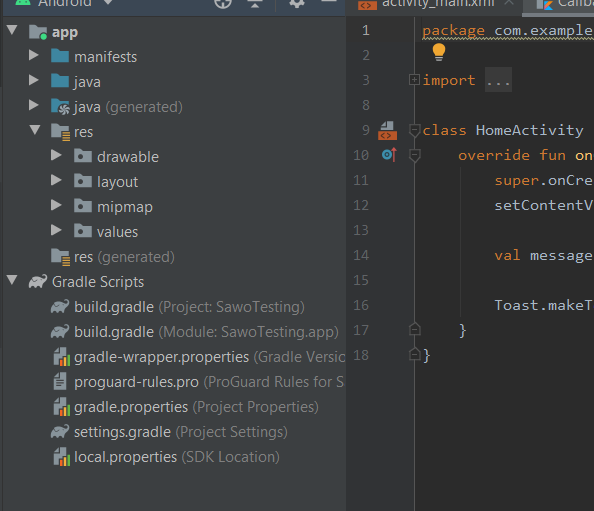 Android
activity_main.xml
app
manifests
java
java (generated)
res
drawable
layout
mipmap
values
res (generated)
Gradle Scripts
build.gradle (Project: SawoTesting)
build.gradle (Module: SawoTesting.app)
gradle-wrapper.properties (Gradle Versio
proguard-rules.pro (ProGuard Rules for S
gradle.properties (Project Properties)
settings.gradle (Project Settings)
local.properties (SDK Location)
1 package com.example
2
3 import ...
8
9 class HomeActivity
10 override fun on
11 super.onCre
12 setContentV
13
14 val message
15
16 Toast.makeT
17 }
18 }